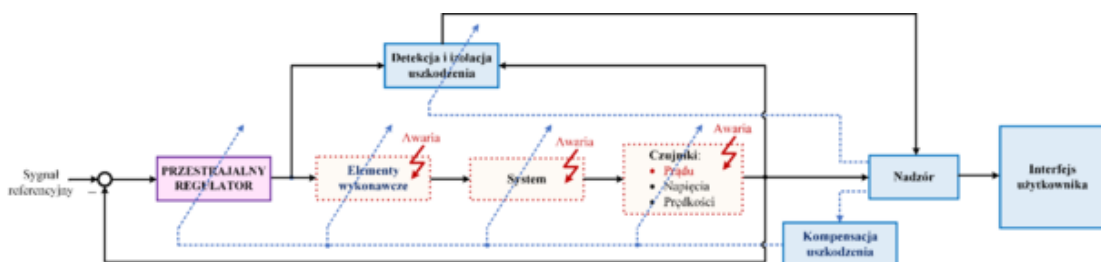 Detekcja i izolacja
uszkodzenia
Awaria
Awaria
Awaria
Sygnał
referencyjny
PRZESTRAJALNY
REGULATOR
Elementy
wykonawcze
System
Czujniki:
Prądu
Napięcia
Prędkości
Nadzór
Interfejs
użytkownika
Kompensacja
uszkodzenia